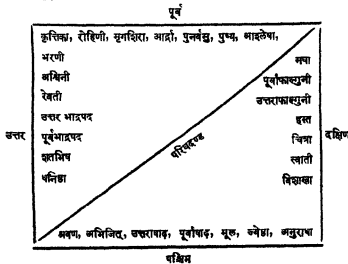 पूर्व
कृत्तिका, रोहिणी, मृगशिरा, आर्द्रा, पुनर्वसु, पुष्य, आश्लेषा,
भरणी
अश्विनी
रेवती
उत्तर भाद्रपद
पूर्वभाद्रपद
शतभिष
धनिष्ठा
उत्तर
मघा
पूर्वाफाल्गुनी
उत्तराफाल्गुनी
हस्त
चित्रा
स्वाती
विशाखा
दक्षिण
परिघदण्ड
श्रवण, अभिजित्, उत्तराषाढ़, पूर्वाषाढ़, मूल, ज्येष्ठा, अनुराधा
पश्चिम